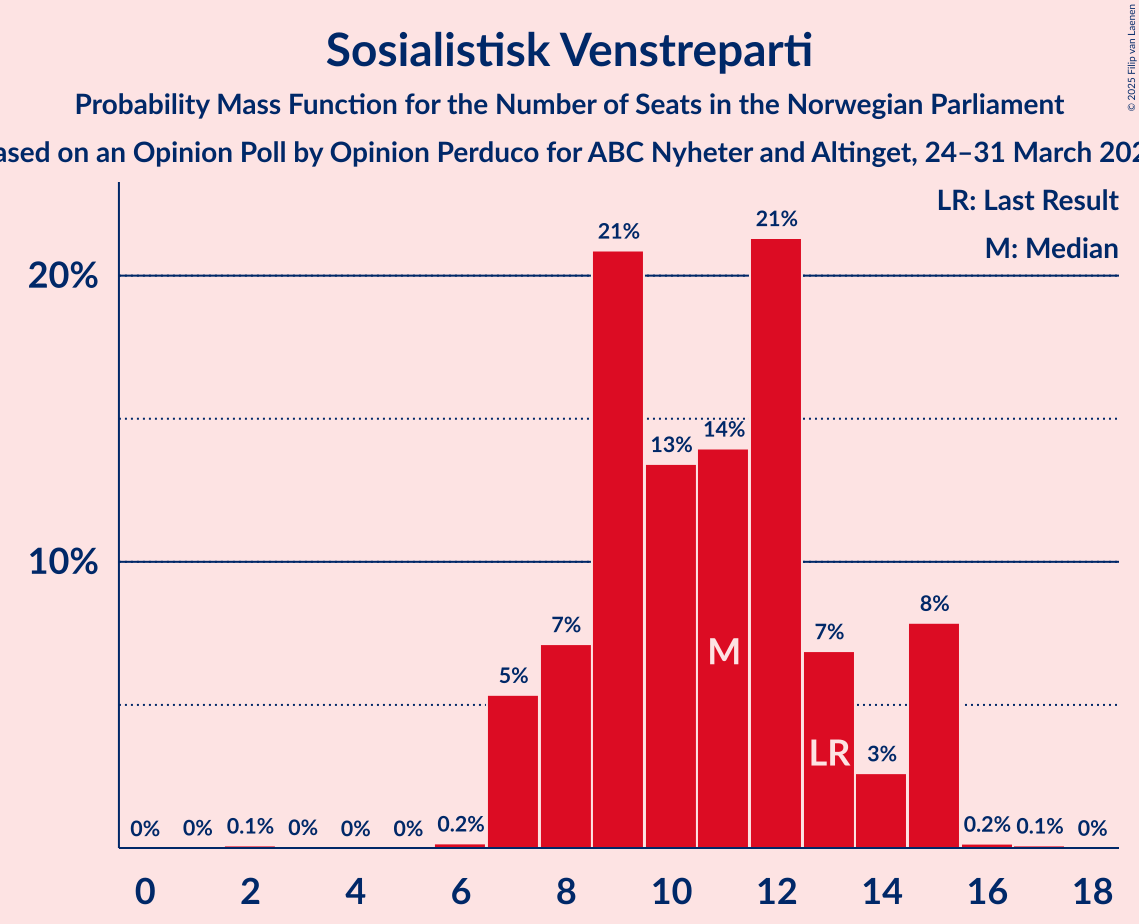 Sosialistisk Venstreparti
Probability Mass Function for the Number of Seats in the Norwegian Parliament
on an Opinion Poll by Opinion Perduco for ABC Nyheter and Altinget, 24–31 March
© 2025 Filip van Laenen
LR: Last Result
M: Median
20%
10%
0% 0% 0.1% 0% 0% 0% 0.2% 5% 7% 21% 13% 14% 21% 7% 3% 8% 0.2% 0.1% 0%
M
LR
0 2 4 6 8 10 12 14 16 18